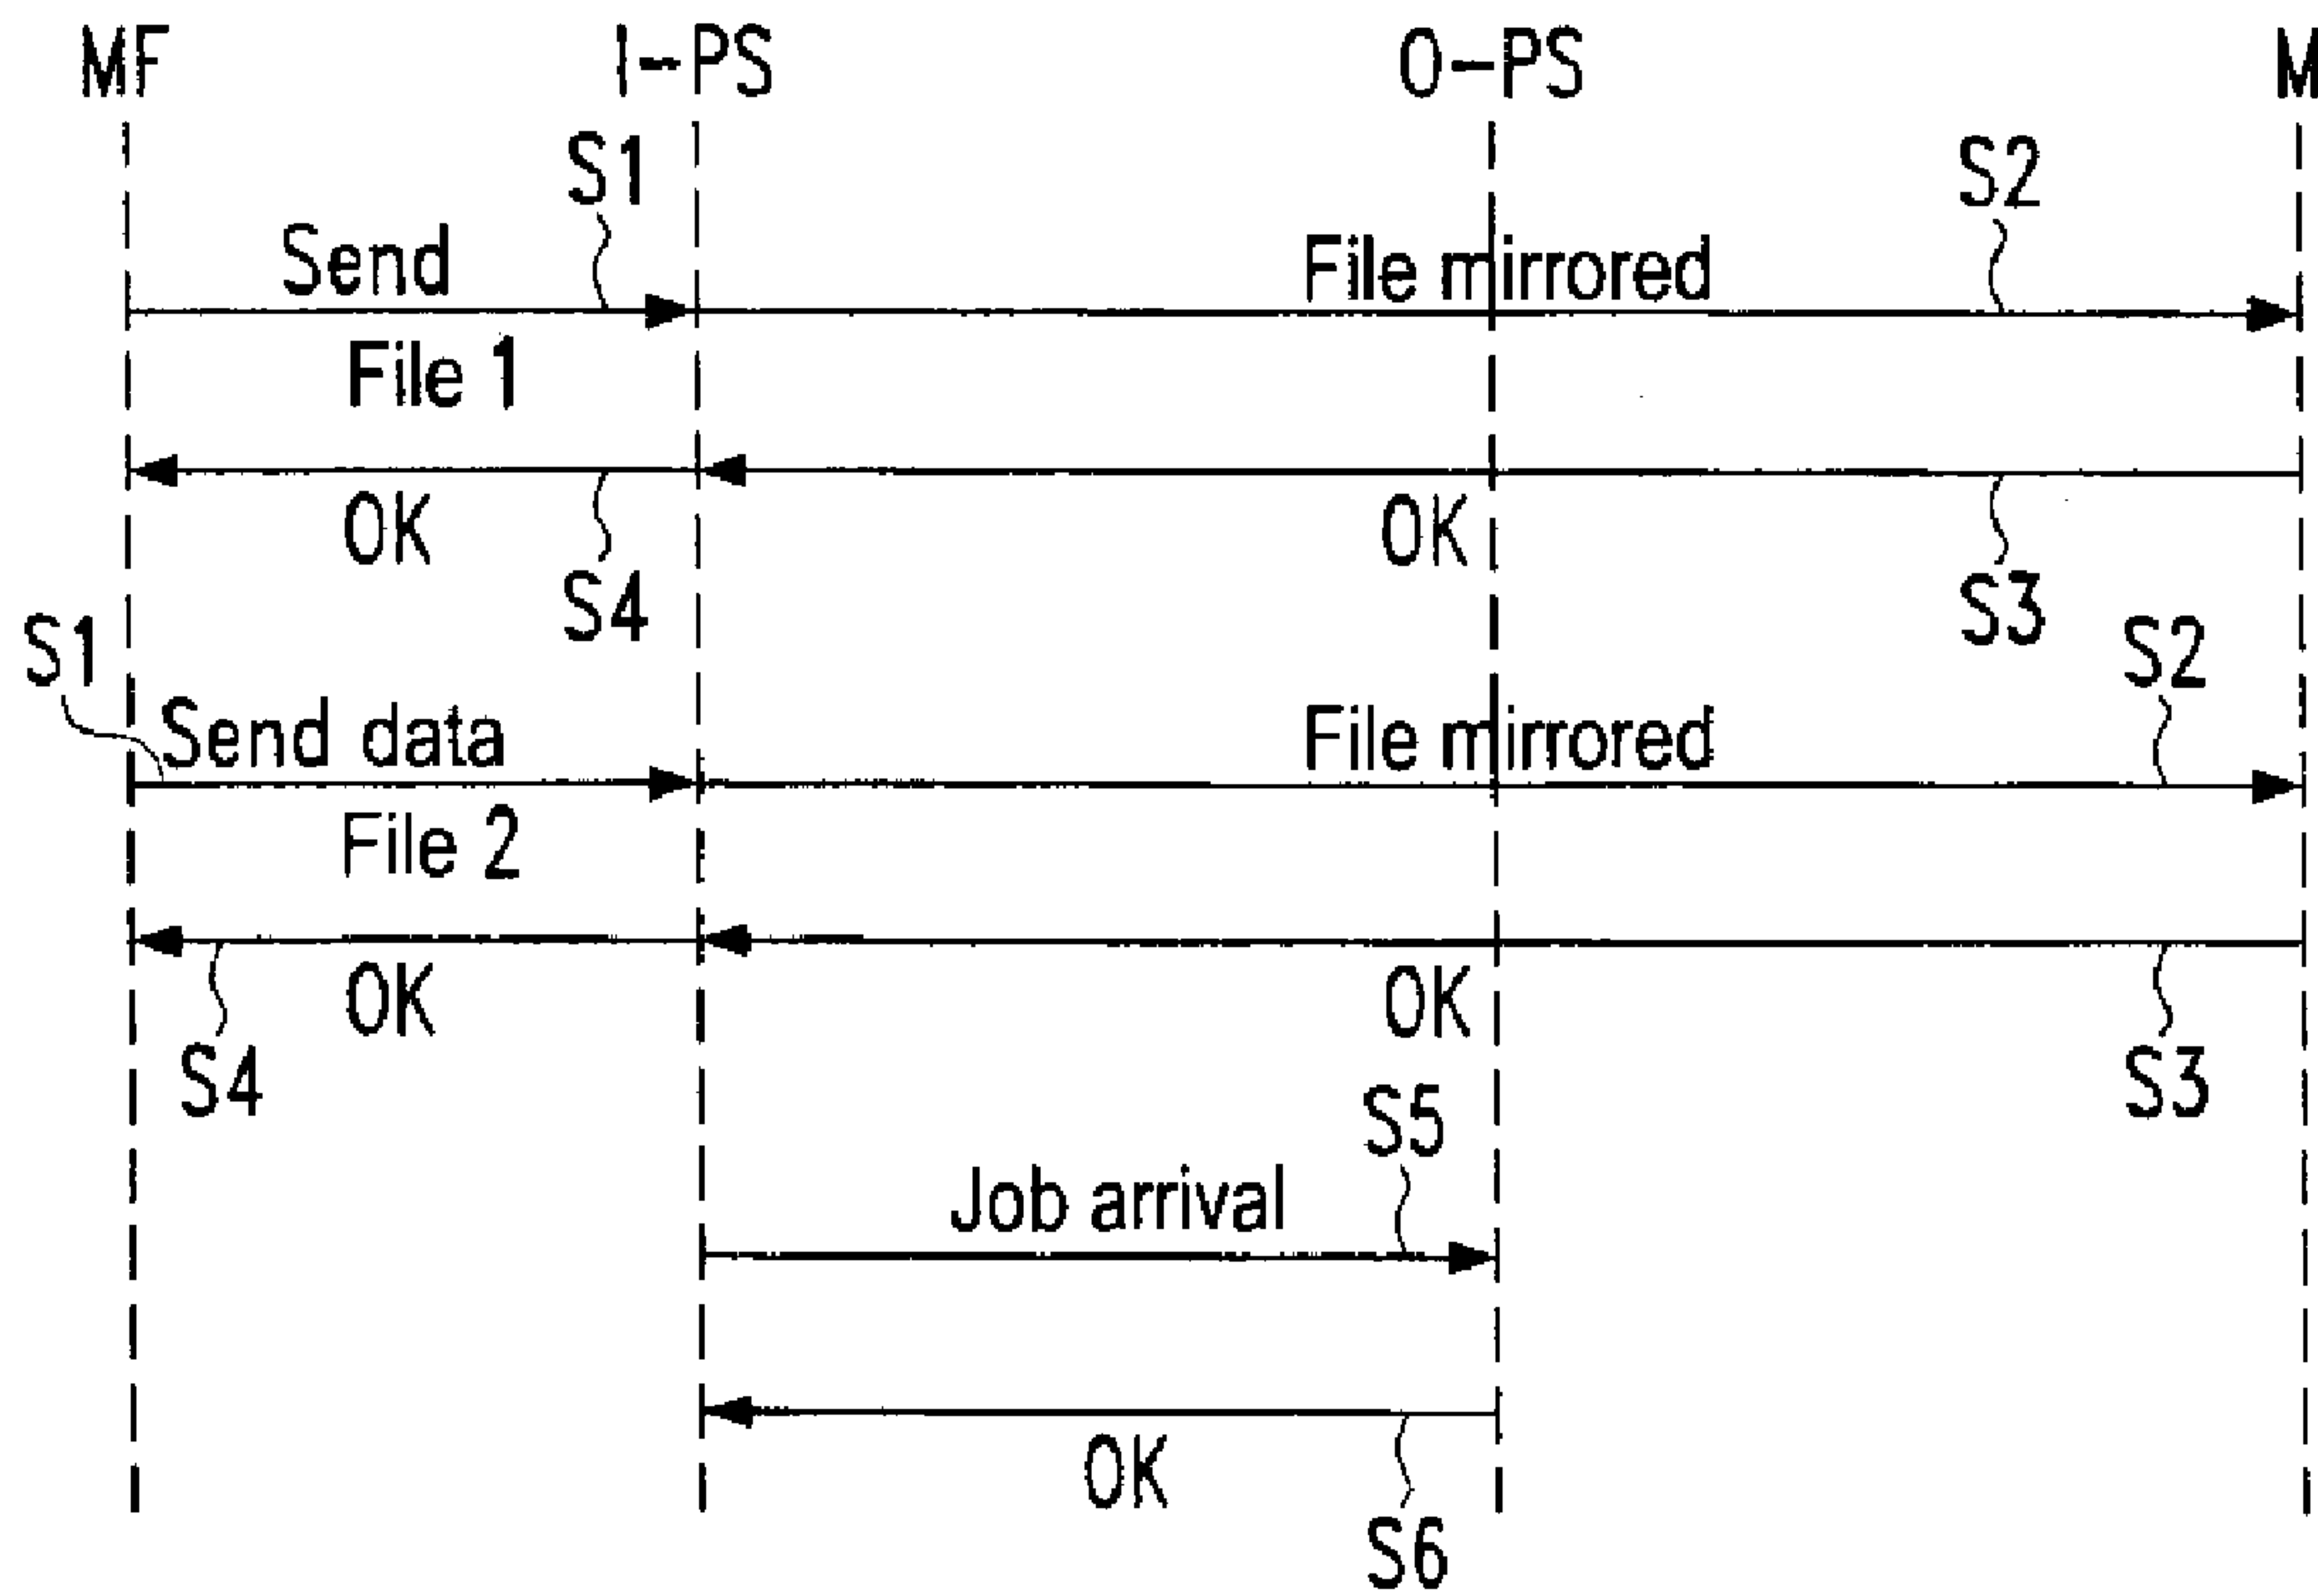 MF I-PS O-PS M
S1 S2
Send File mirrored
File 1
OK OK
S4 S3
S1 S2
Send data File mirrored
File 2
OK OK
S4 S3
S5
Job arrival
OK
S6